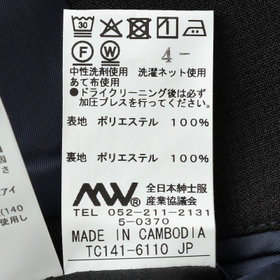 30
F W 4-
中性洗剤使用 洗濯ネット使用
あて布使用
●ドライクリーニング後は必ず
加圧プレスを行ってください。
表地 ポリエステル 100%
裏地 ポリエステル 100%
MW 全日本紳士服
産業協議会
TEL 052-211-2131
5-0370
MADE IN CAMBODIA
TC141-6110 JP
(140